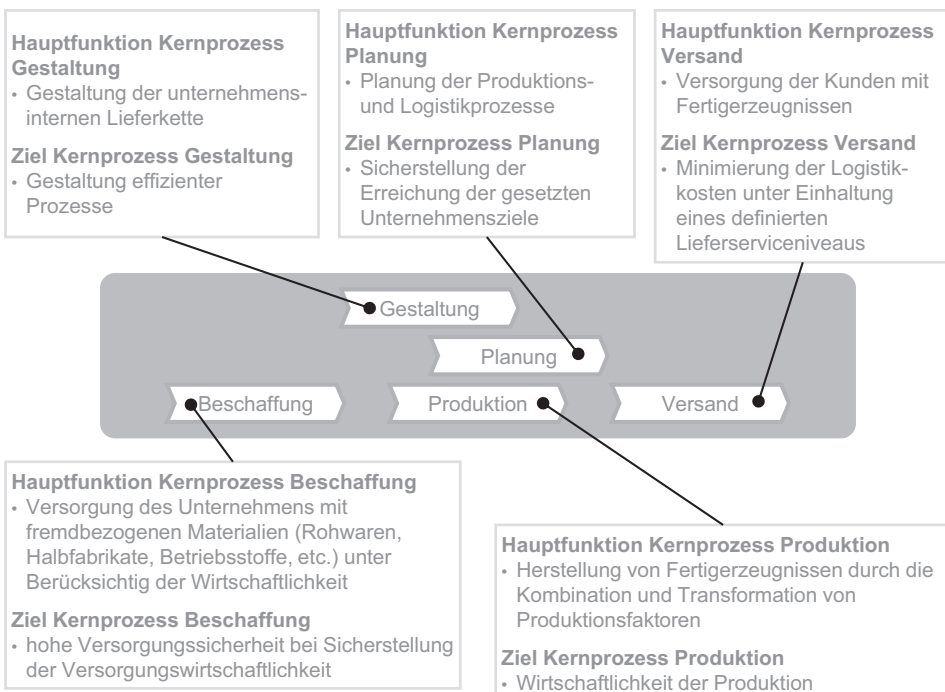 Hauptfunktion Kernprozess
Gestaltung
• Gestaltung der unternehmens-
internen Lieferkette
Ziel Kernprozess Gestaltung
• Gestaltung effizienter
Prozesse
Hauptfunktion Kernprozess
Planung
• Planung der Produktions-
und Logistikprozesse
Ziel Kernprozess Planung
• Sicherstellung der
Erreichung der gesetzten
Unternehmensziele
Hauptfunktion Kernprozess
Versand
• Versorgung der Kunden mit
Fertigerzeugnissen
Ziel Kernprozess Versand
• Minimierung der Logistik-
kosten unter Einhaltung
eines definierten
Lieferserviceniveaus
Gestaltung
Planung
Beschaffung
Produktion
Versand
Hauptfunktion Kernprozess Beschaffung
• Versorgung des Unternehmens mit
fremdbezogenen Materialien (Rohwaren,
Halbfabrikate, Betriebsstoffe, etc.) unter
Berücksichtig der Wirtschaftlichkeit
Ziel Kernprozess Beschaffung
• hohe Versorgungssicherheit bei Sicherstellung
der Versorgungswirtschaftlichkeit
Hauptfunktion Kernprozess Produktion
• Herstellung von Fertigerzeugnissen durch die
Kombination und Transformation von
Produktionsfaktoren
Ziel Kernprozess Produktion
• Wirtschaftlichkeit der Produktion